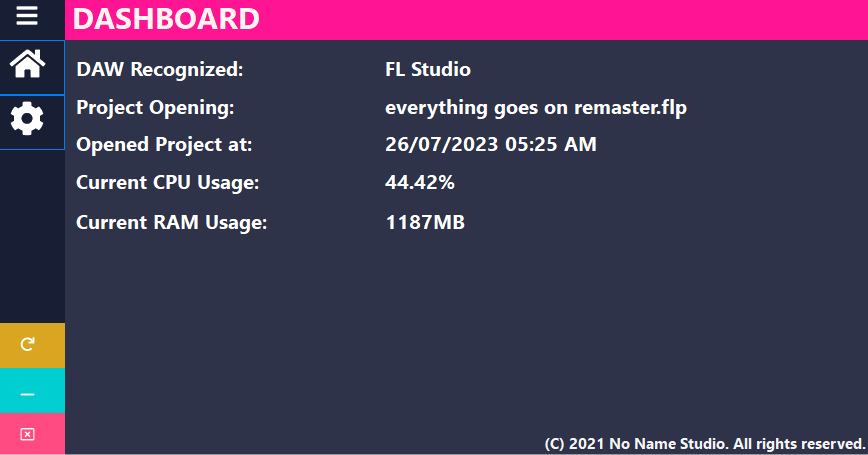 DASHBOARD
DAW Recognized: FL Studio
Project Opening: everything goes on remaster.flp
Opened Project at: 26/07/2023 05:25 AM
Current CPU Usage: 44.42%
Current RAM Usage: 1187MB
(C) 2021 No Name Studio. All rights reserved.